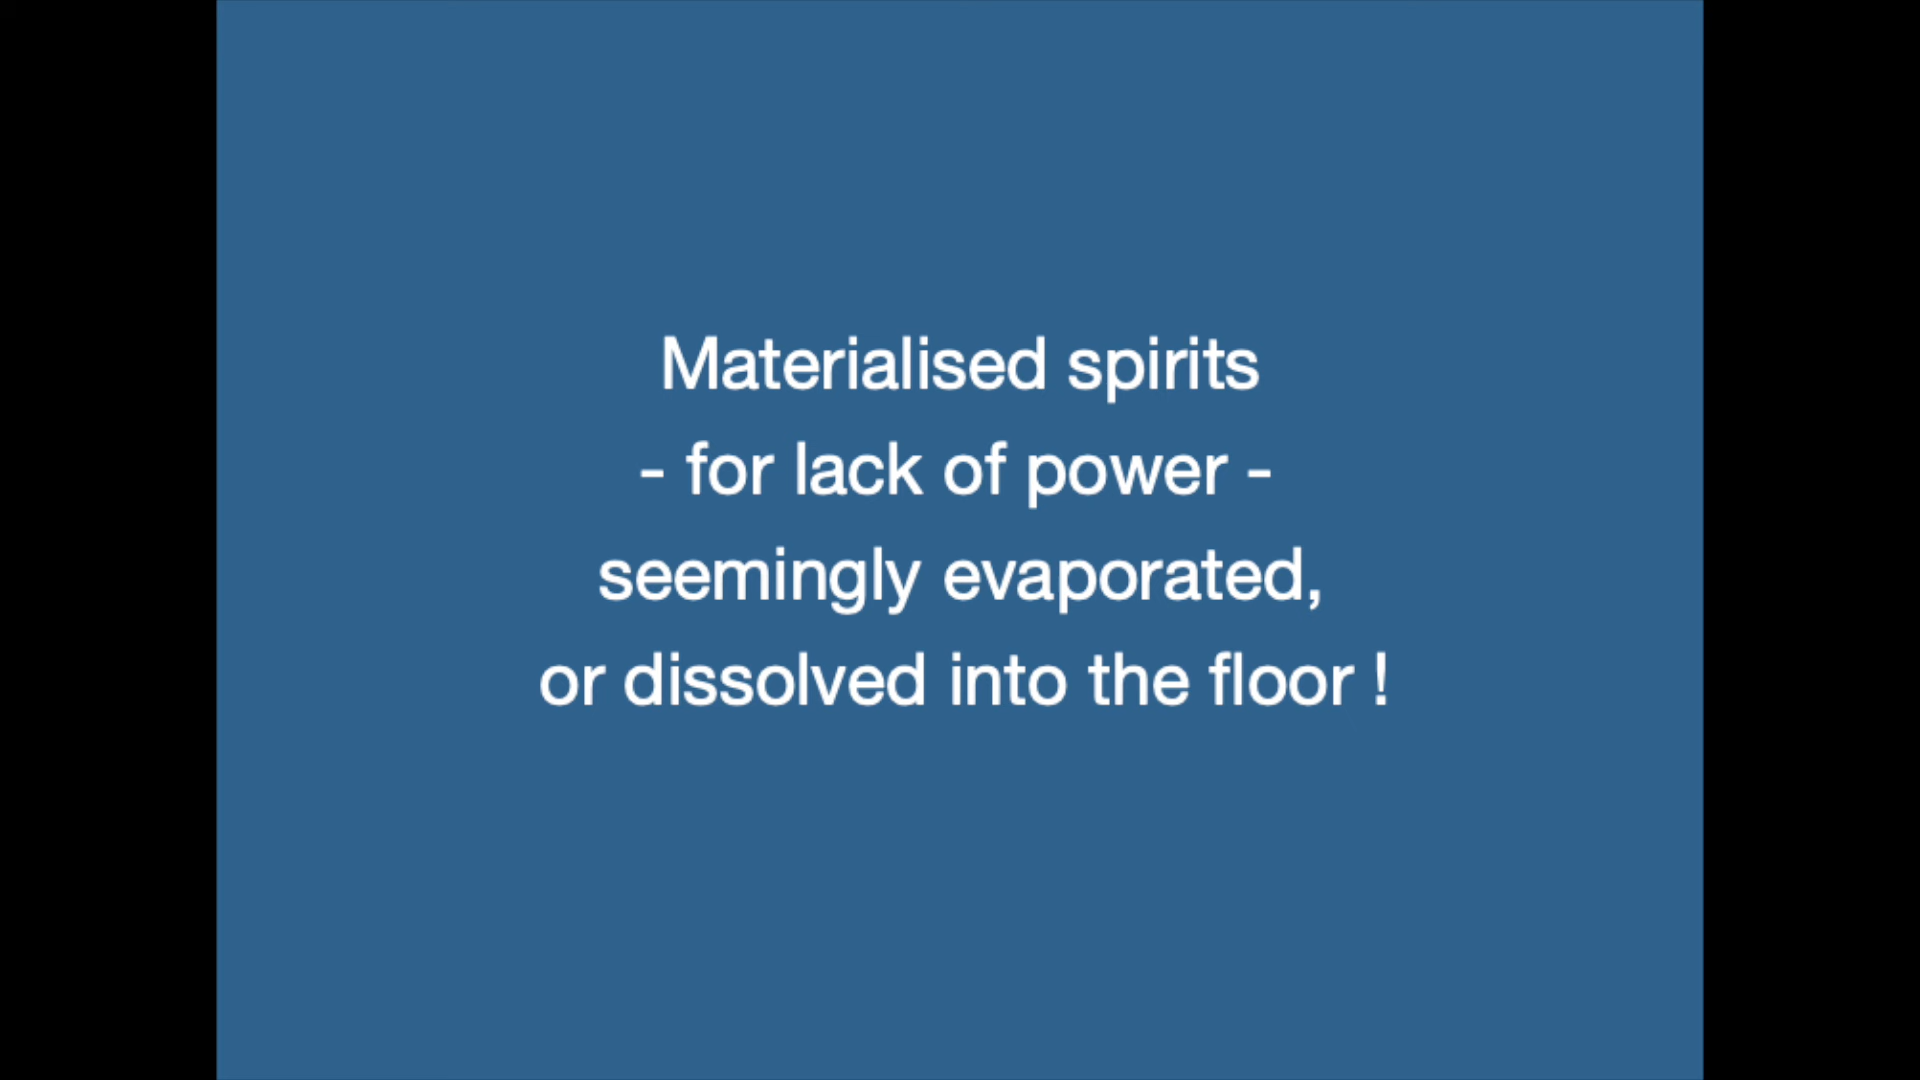 Materialised spirits
- for lack of power -
seemingly evaporated,
or dissolved into the floor !